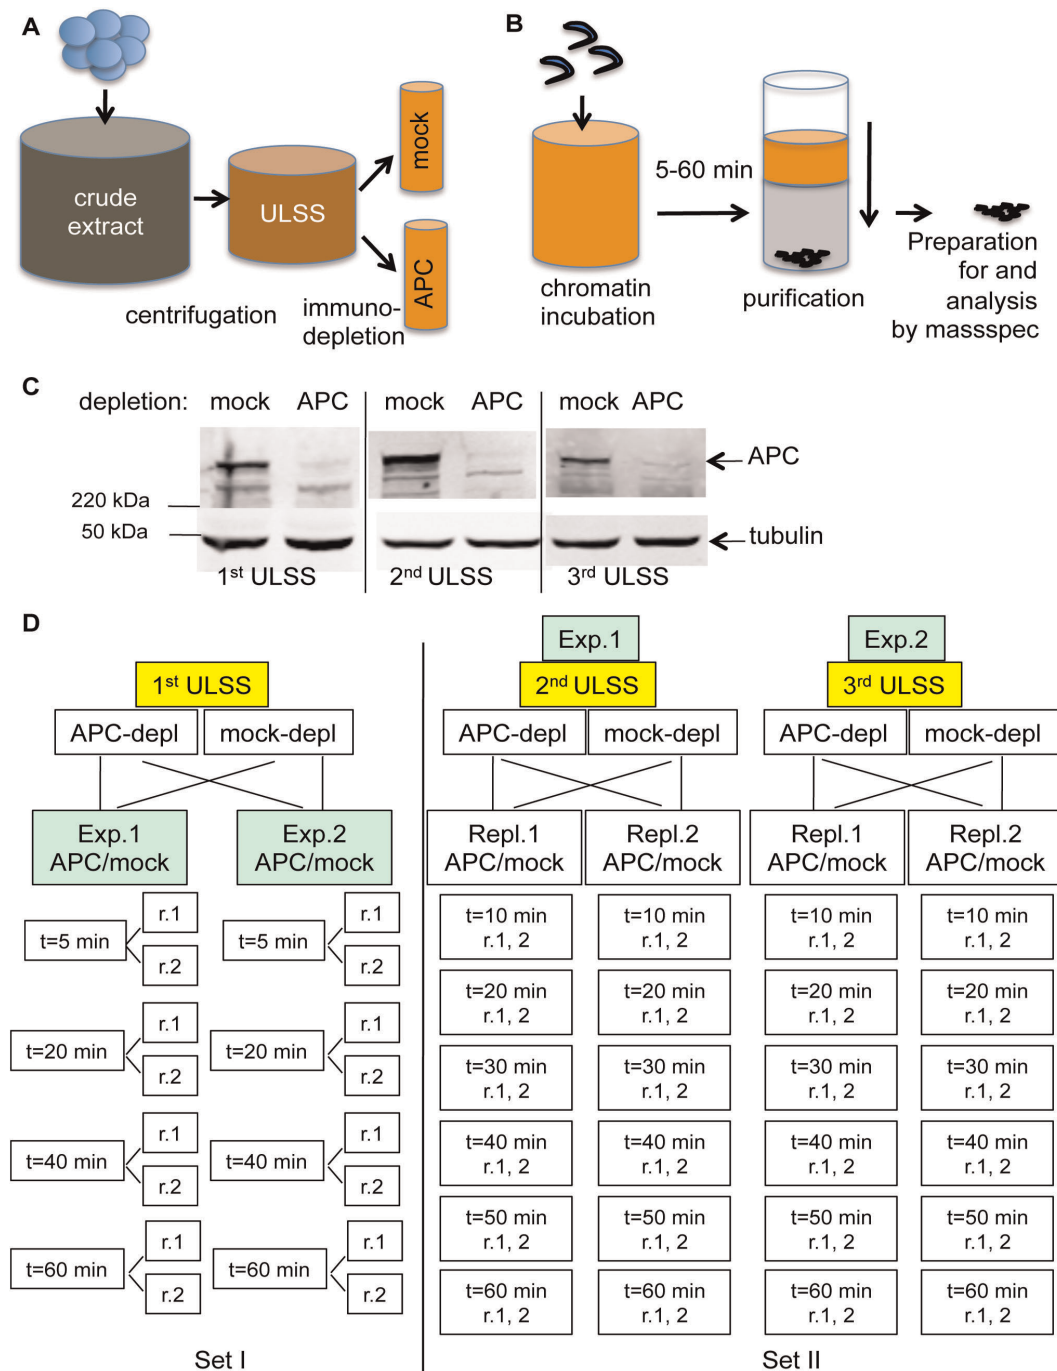 A
crude
extract
centrifugation
ULSS
mock
APC
immuno-
depletion
B
chromatin
incubation
5-60 min
purification
Preparation
for and
analysis
by massspec
C
depletion: mock APC mock APC mock APC
APC
220 kDa
50 kDa
tubulin
1st ULSS 2nd ULSS 3rd ULSS
D
1st ULSS
APC-depl mock-depl
Exp.1
APC/mock
Exp.2
APC/mock
t=5 min r.1 r.2 t=5 min r.1 r.2
t=20 min r.1 r.2 t=20 min r.1 r.2
t=40 min r.1 r.2 t=40 min r.1 r.2
t=60 min r.1 r.2 t=60 min r.1 r.2
Set I
Exp.1 Exp.2
2nd ULSS 3rd ULSS
APC-depl mock-depl APC-depl mock-depl
Repl.1 Repl.2 Repl.1 Repl.2
APC/mock APC/mock APC/mock APC/mock
t=10 min t=10 min t=10 min t=10 min
r.1, 2 r.1, 2 r.1, 2 r.1, 2
t=20 min t=20 min t=20 min t=20 min
r.1, 2 r.1, 2 r.1, 2 r.1, 2
t=30 min t=30 min t=30 min t=30 min
r.1, 2 r.1, 2 r.1, 2 r.1, 2
t=40 min t=40 min t=40 min t=40 min
r.1, 2 r.1, 2 r.1, 2 r.1, 2
t=50 min t=50 min t=50 min t=50 min
r.1, 2 r.1, 2 r.1, 2 r.1, 2
t=60 min t=60 min t=60 min t=60 min
r.1, 2 r.1, 2 r.1, 2 r.1, 2
Set II